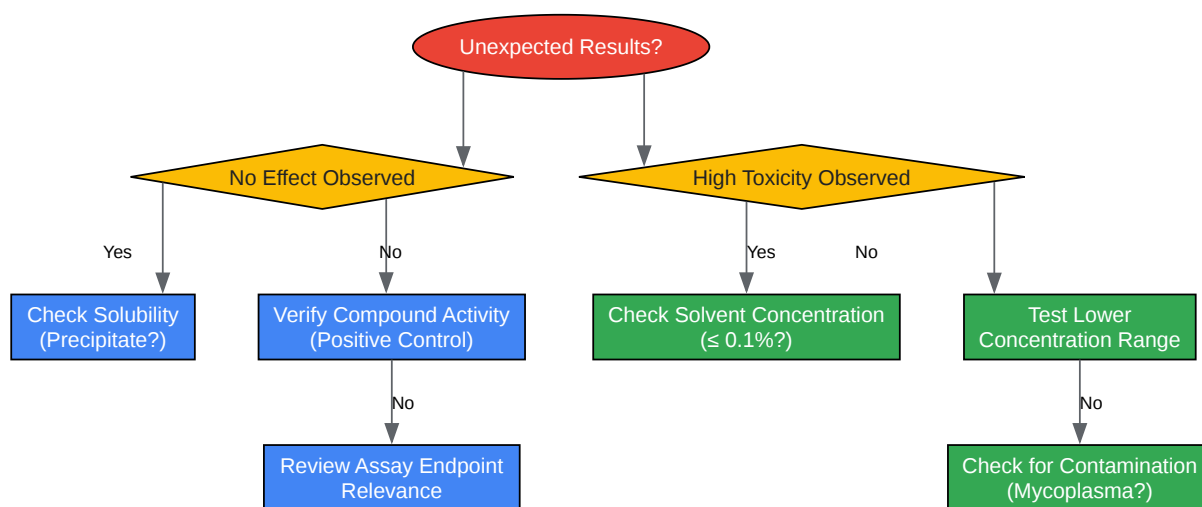 Unexpected Results?
No Effect Observed
High Toxicity Observed
Yes
No
Yes
No
Check Solubility
(Precipitate?)
Verify Compound Activity
(Positive Control)
Check Solvent Concentration
(≤ 0.1%?)
Test Lower
Concentration Range
No
No
Review Assay Endpoint
Relevance
Check for Contamination
(Mycoplasma?)